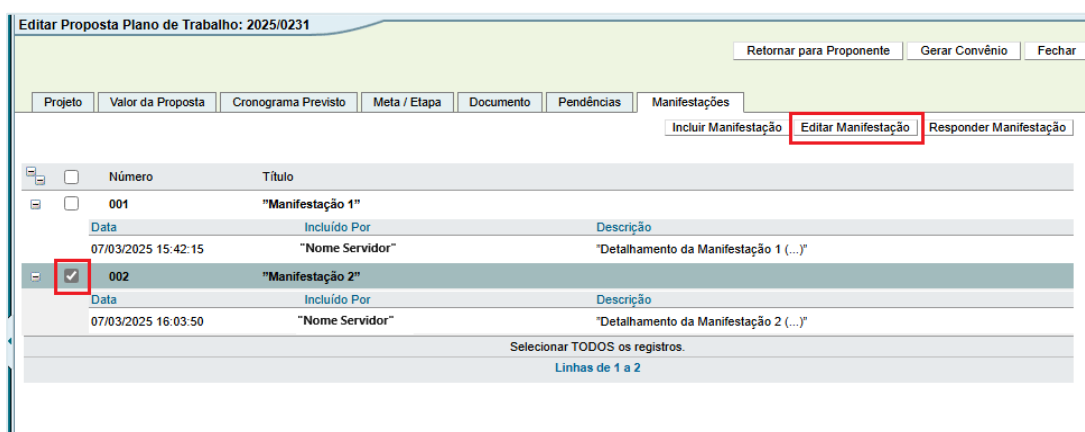 Editar Proposta Plano de Trabalho: 2025/0231
Retornar para Proponente Gerar Convênio Fechar
Projeto Valor da Proposta Cronograma Previsto Meta / Etapa Documento Pendências Manifestações
Incluir Manifestação Editar Manifestação Responder Manifestação
Número Título
001 "Manifestação 1"
Data Incluído Por Descrição
07/03/2025 15:42:15 "Nome Servidor" "Detalhamento da Manifestação 1 (...)"
002 "Manifestação 2"
Data Incluído Por Descrição
07/03/2025 16:03:50 "Nome Servidor" "Detalhamento da Manifestação 2 (...)"
Selecionar TODOS os registros.
Linhas de 1 a 2